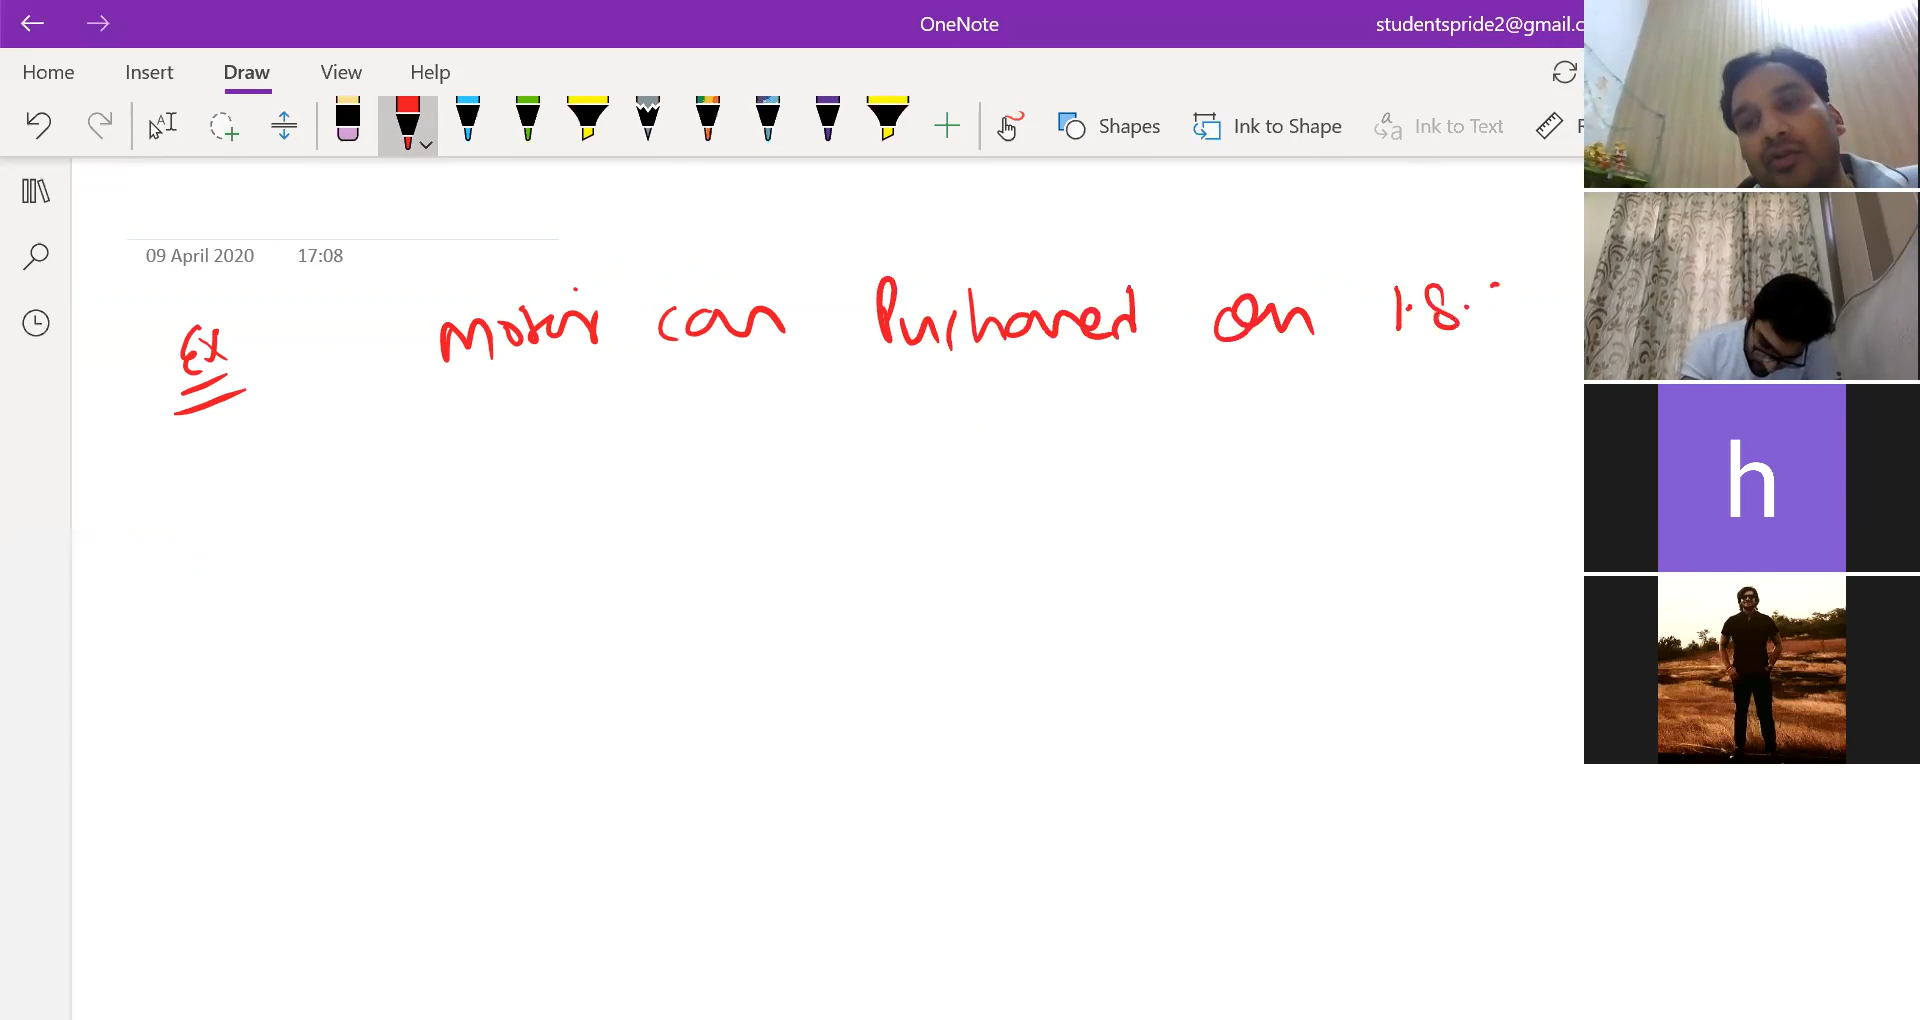 OneNote
studentspride2@gmail.c
Home Insert Draw View Help
Shapes Ink to Shape Ink to Text R
09 April 2020 17:08
Ex Motor can Purchased on 1.8.
h